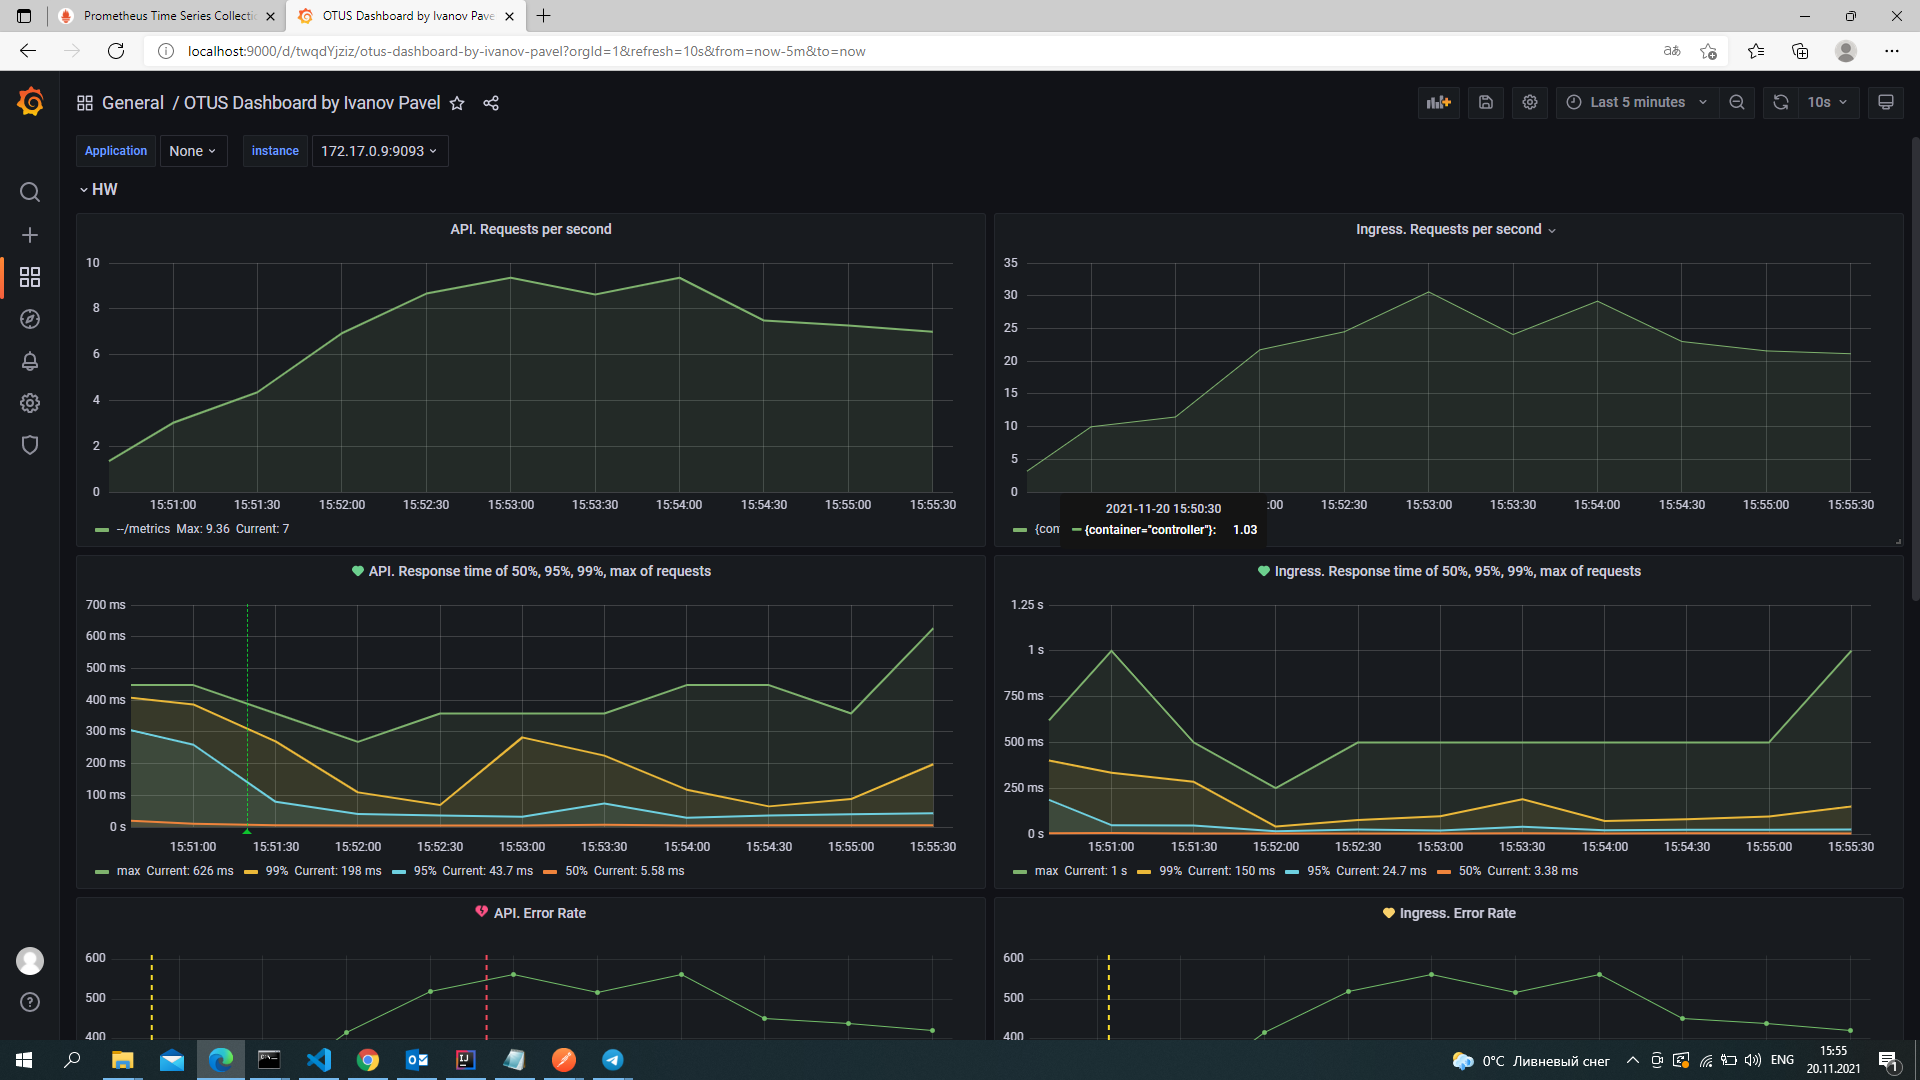 Prometheus Time Series Collectic
OTUS Dashboard by Ivanov Pave
localhost:9000/d/twqdYjziz/otus-dashboard-by-ivanov-pavel?orgId=1&refresh=10s&from=now-5m&to=now
General / OTUS Dashboard by Ivanov Pavel
Last 5 minutes
10s
Application None instance 172.17.0.9:9093
HW
API. Requests per second
10
8
6
4
2
0
15:51:00 15:51:30 15:52:00 15:52:30 15:53:00 15:53:30 15:54:00 15:54:30 15:55:00 15:55:30
--/metrics Max: 9.36 Current: 7
Ingress. Requests per second
35
30
25
20
15
10
5
0
:00 15:52:30 15:53:00 15:53:30 15:54:00 15:54:30 15:55:00 15:55:30
{con
2021-11-20 15:50:30
{container="controller"}: 1.03
API. Response time of 50%, 95%, 99%, max of requests
700 ms
600 ms
500 ms
400 ms
300 ms
200 ms
100 ms
0 s
15:51:00 15:51:30 15:52:00 15:52:30 15:53:00 15:53:30 15:54:00 15:54:30 15:55:00 15:55:30
max Current: 626 ms 99% Current: 198 ms 95% Current: 43.7 ms 50% Current: 5.58 ms
Ingress. Response time of 50%, 95%, 99%, max of requests
1.25 s
1 s
750 ms
500 ms
250 ms
0 s
15:51:00 15:51:30 15:52:00 15:52:30 15:53:00 15:53:30 15:54:00 15:54:30 15:55:00 15:55:30
max Current: 1 s 99% Current: 150 ms 95% Current: 24.7 ms 50% Current: 3.38 ms
API. Error Rate
600
500
400
Ingress. Error Rate
600
500
400
0°C Ливневый снег
ENG
15:55
20.11.2021
1